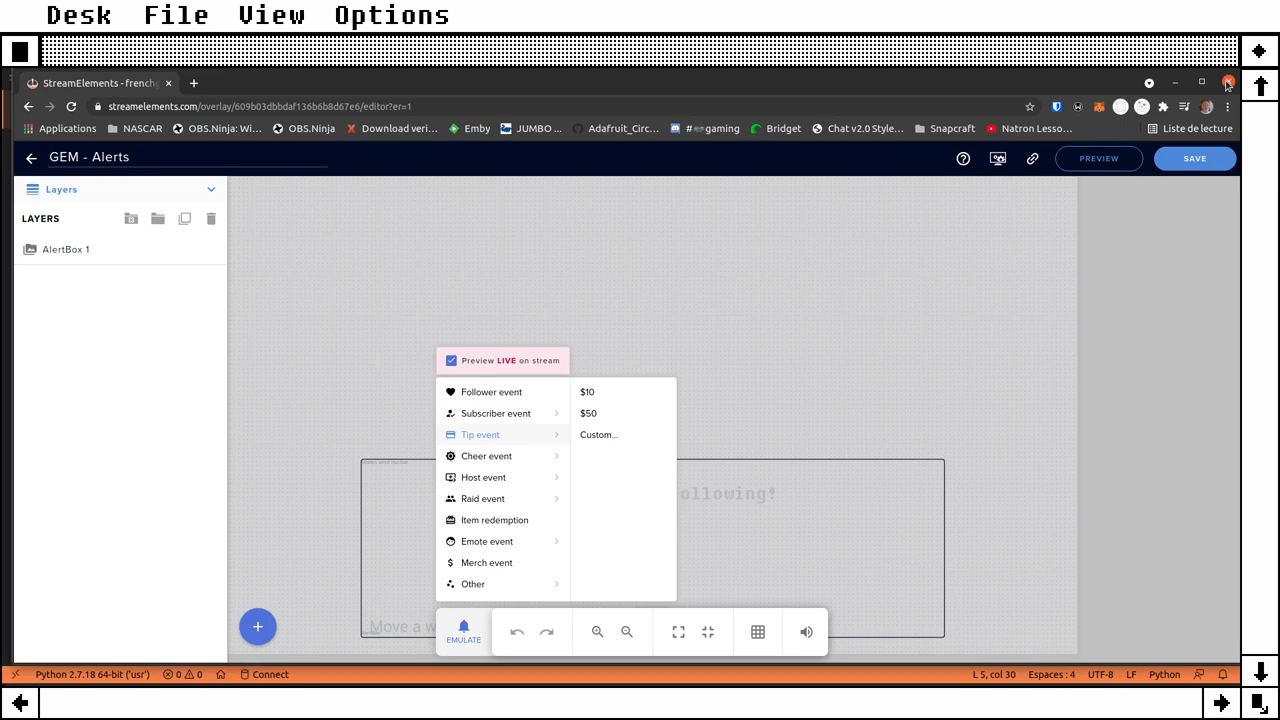 Desk File View Options
StreamElements - frenchg
streamelements.com/overlay/609b03dbbdaf136b6b8d67e6/editor?er=1
Applications NASCAR OBS.Ninja: Wi... OBS.Ninja Download veri... Emby JUMBO ... Adafruit_Circ... gaming Bridget Chat v2.0 Style... Snapcraft Natron Lesso... Liste de lecture
GEM - Alerts PREVIEW SAVE
Layers
LAYERS
AlertBox 1
Preview LIVE on stream
Follower event $10
Subscriber event $50
Tip event Custom...
Cheer event
Host event
Raid event
ollowing!
Item redemption
Emote event
Merch event
Other
Move a w
EMULATE
Python 2.7.18 64-bit ('usr') 0 0 Connect L 5, col 30 Espaces : 4 UTF-8 LF Python